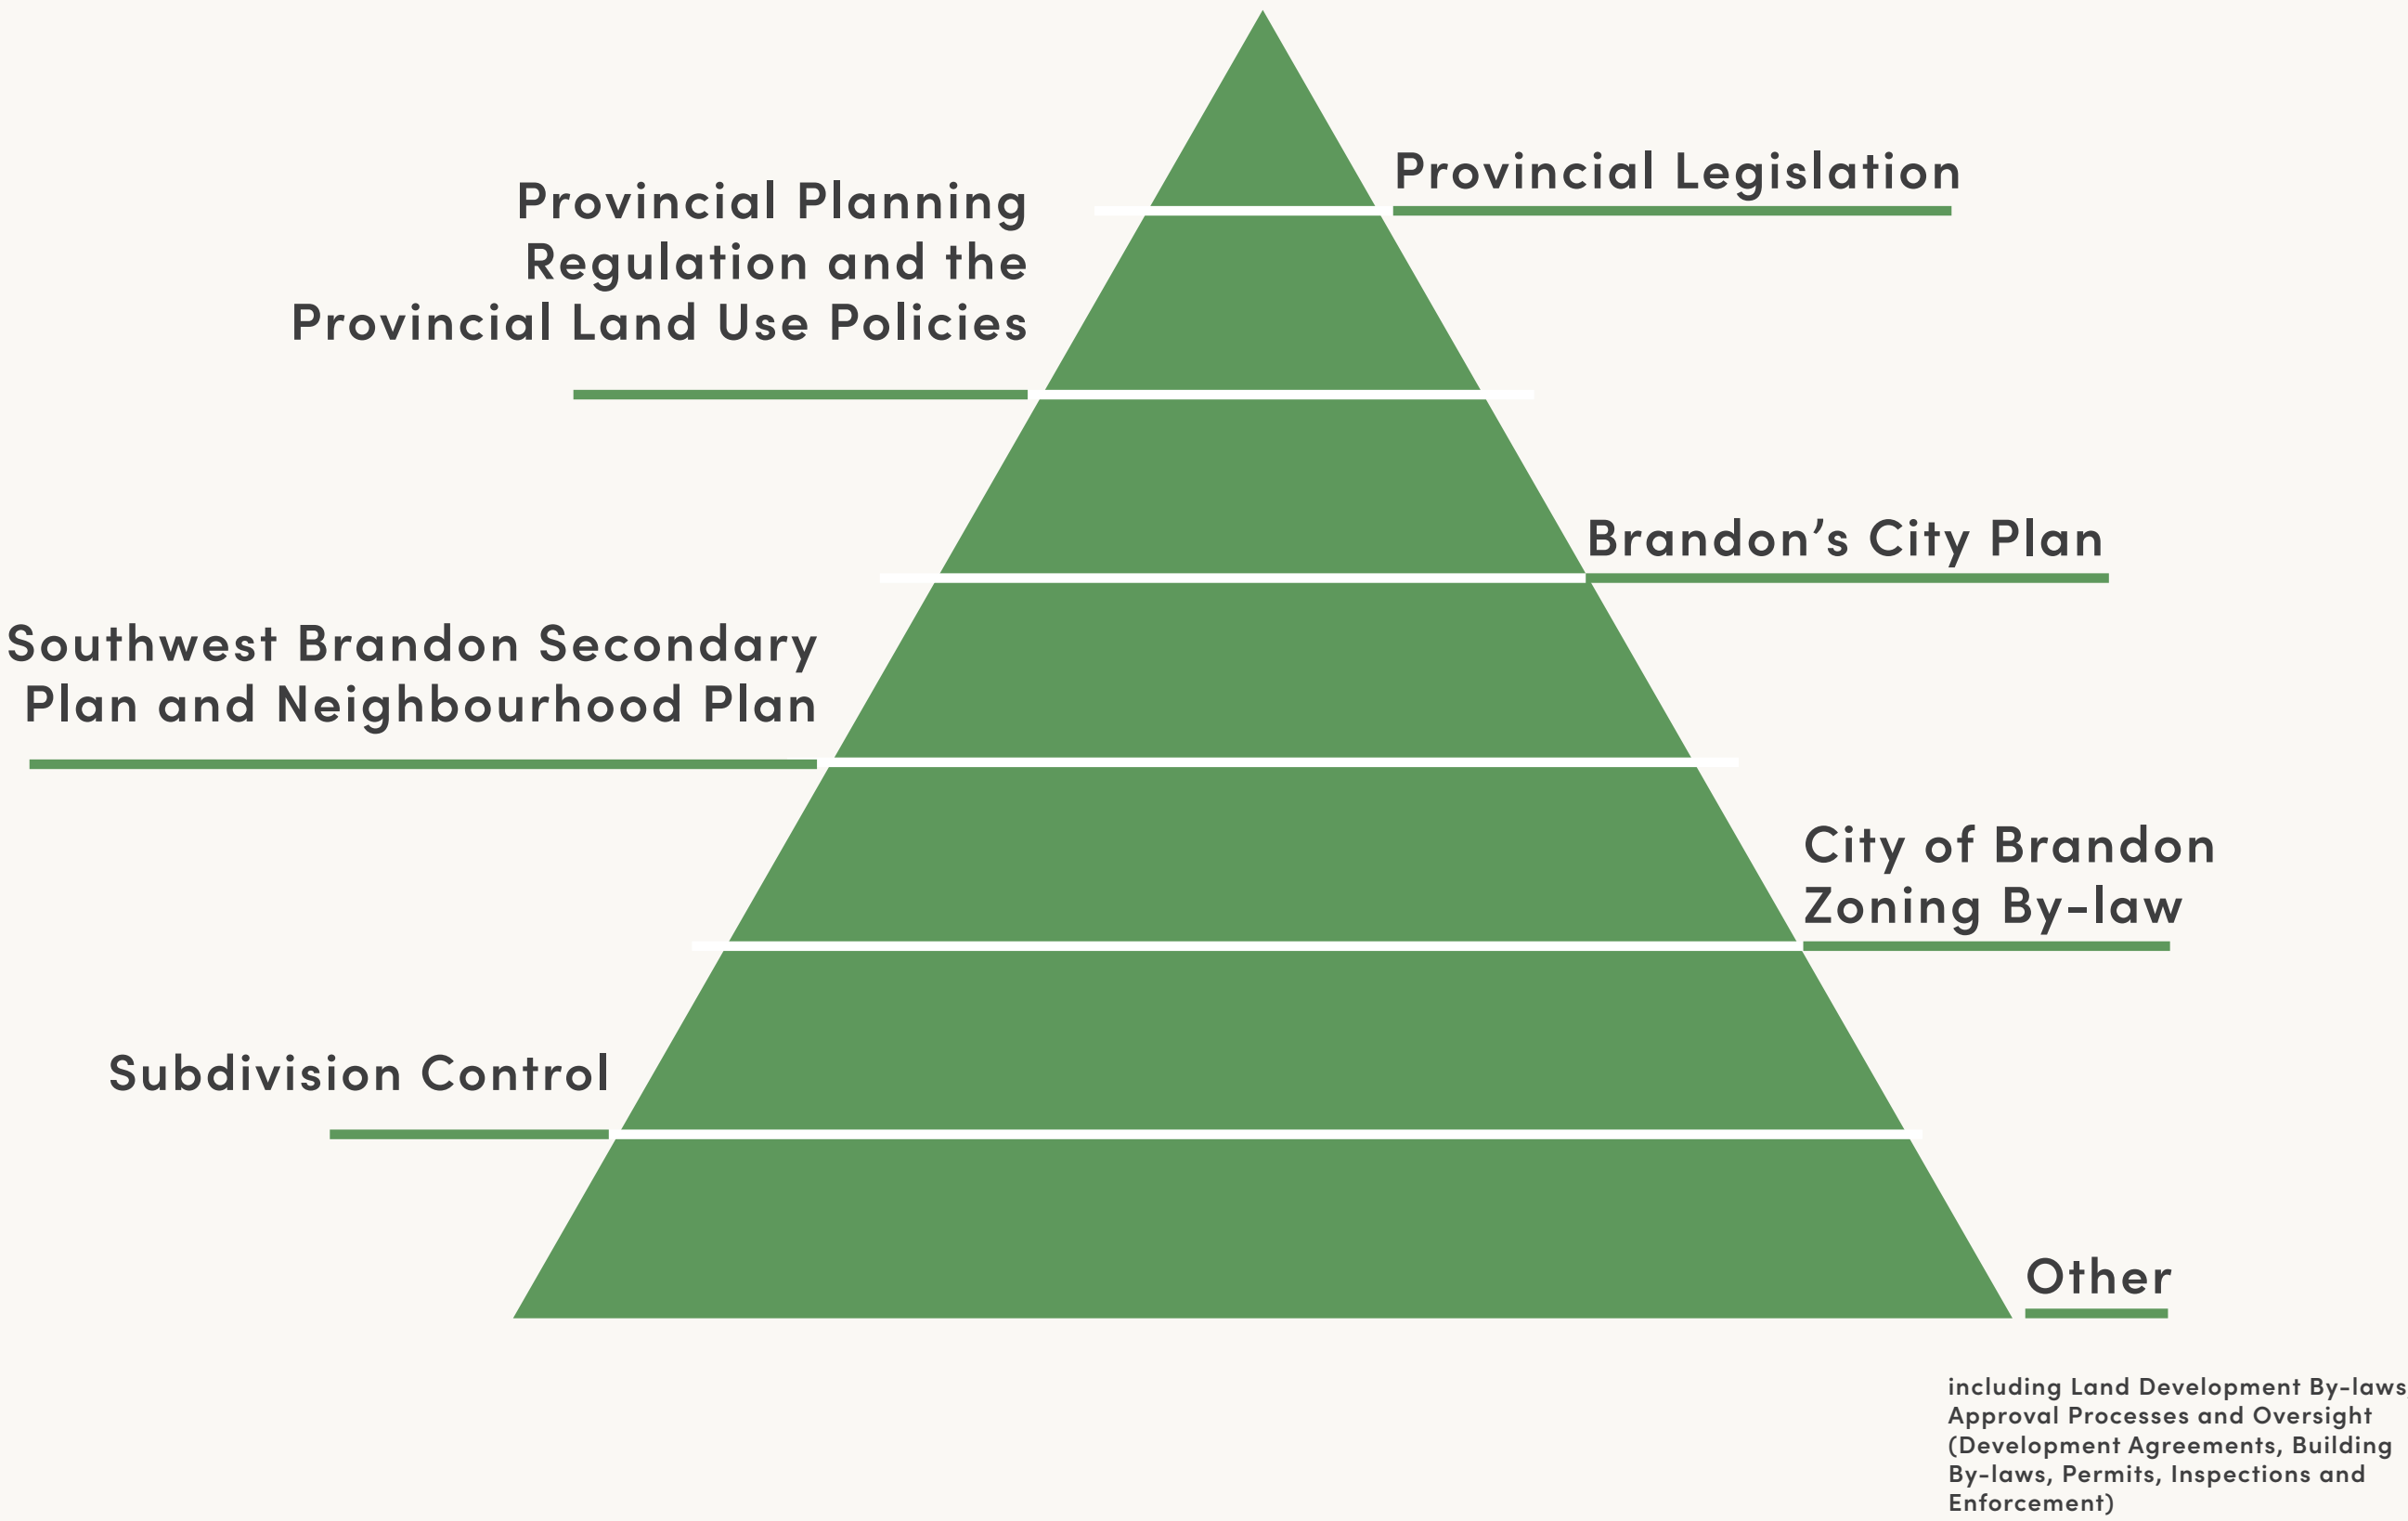 Provincial Legislation
Provincial Planning
Regulation and the
Provincial Land Use Policies
Brandon’s City Plan
Southwest Brandon Secondary
Plan and Neighbourhood Plan
City of Brandon
Zoning By-law
Subdivision Control
Other
including Land Development By-laws
Approval Processes and Oversight
(Development Agreements, Building
By-laws, Permits, Inspections and
Enforcement)